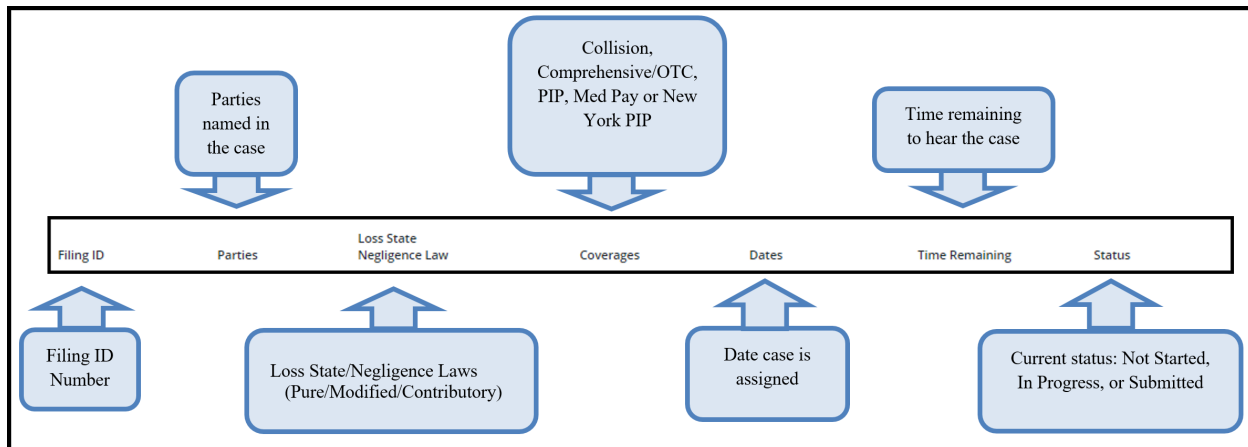 Collision,
Comprehensive/OTC,
PIP, Med Pay or New
York PIP
Parties
named in
the case
Time remaining
to hear the case
Filing ID
Parties
Loss State
Negligence Law
Coverages
Dates
Time Remaining
Status
Filing ID
Number
Loss State/Negligence Laws
(Pure/Modified/Contributory)
Date case is
assigned
Current status: Not Started,
In Progress, or Submitted